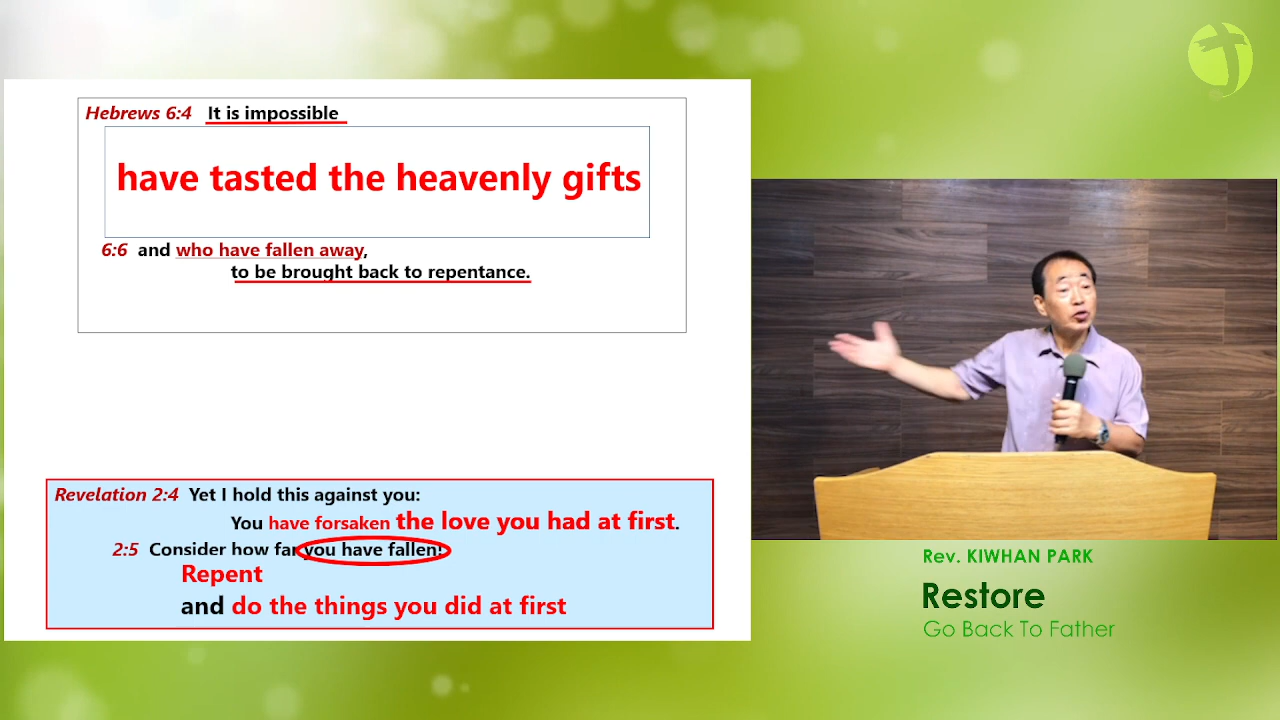 Hebrews 6:4 It is impossible
have tasted the heavenly gifts
6:6 and who have fallen away,
to be brought back to repentance.
Revelation 2:4 Yet I hold this against you:
You have forsaken the love you had at first.
2:5 Consider how far you have fallen!
Repent
and do the things you did at first
Rev. KIWHAN PARK
Restore
Go Back To Father